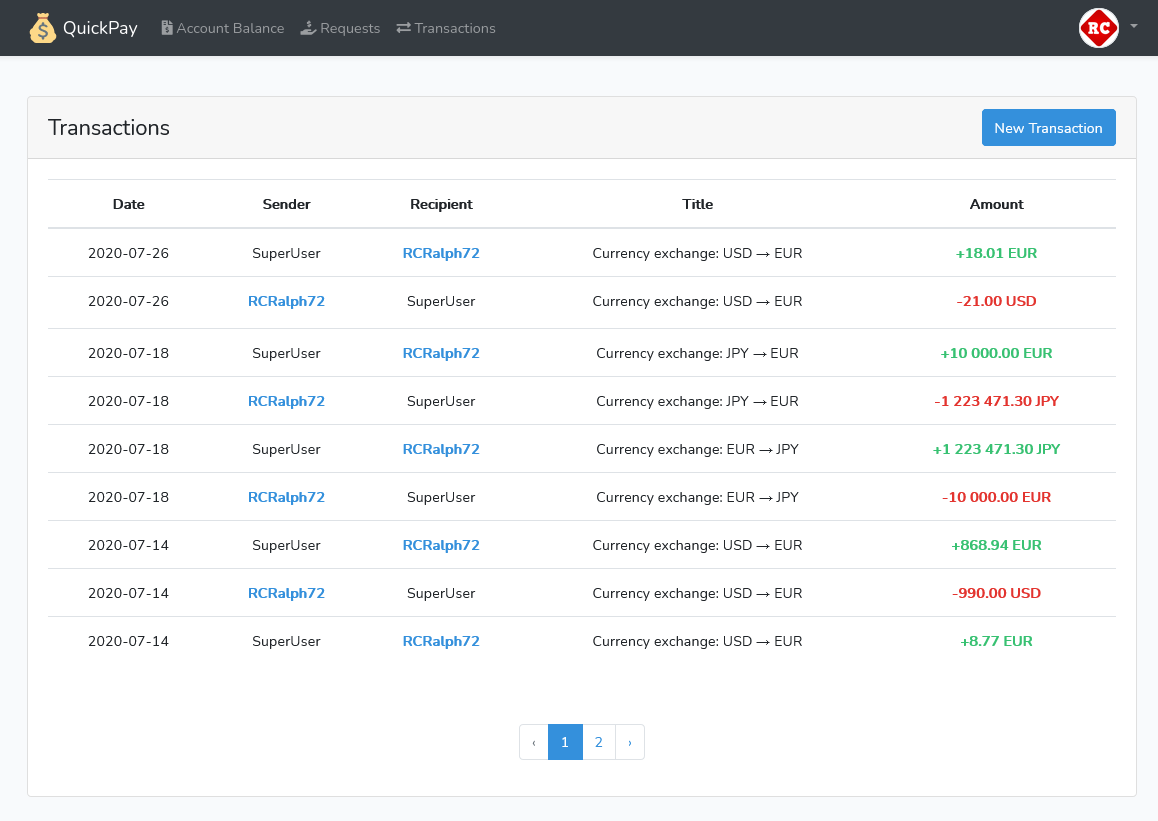 QuickPay Account Balance Requests Transactions RC
Transactions New Transaction
Date Sender Recipient Title Amount
2020-07-26 SuperUser RCRalph72 Currency exchange: USD → EUR +18.01 EUR
2020-07-26 RCRalph72 SuperUser Currency exchange: USD → EUR -21.00 USD
2020-07-18 SuperUser RCRalph72 Currency exchange: JPY → EUR +10 000.00 EUR
2020-07-18 RCRalph72 SuperUser Currency exchange: JPY → EUR -1 223 471.30 JPY
2020-07-18 SuperUser RCRalph72 Currency exchange: EUR → JPY +1 223 471.30 JPY
2020-07-18 RCRalph72 SuperUser Currency exchange: EUR → JPY -10 000.00 EUR
2020-07-14 SuperUser RCRalph72 Currency exchange: USD → EUR +868.94 EUR
2020-07-14 RCRalph72 SuperUser Currency exchange: USD → EUR -990.00 USD
2020-07-14 SuperUser RCRalph72 Currency exchange: USD → EUR +8.77 EUR
‹ 1 2 ›